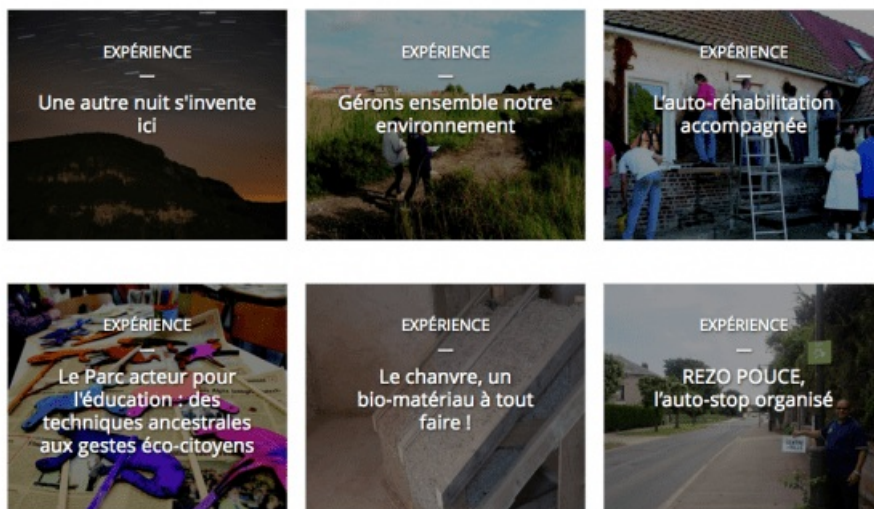 EXPÉRIENCE
Une autre nuit s'invente
ici
EXPÉRIENCE
Gérons ensemble notre
environnement
EXPÉRIENCE
L'auto-réhabilitation
accompagnée
EXPÉRIENCE
Le Parc acteur pour
l'éducation : des
techniques ancestrales
aux gestes éco-citoyens
EXPÉRIENCE
Le chanvre, un
bio-matériau à tout
faire !
EXPÉRIENCE
REZO POUCE,
l'auto-stop organisé